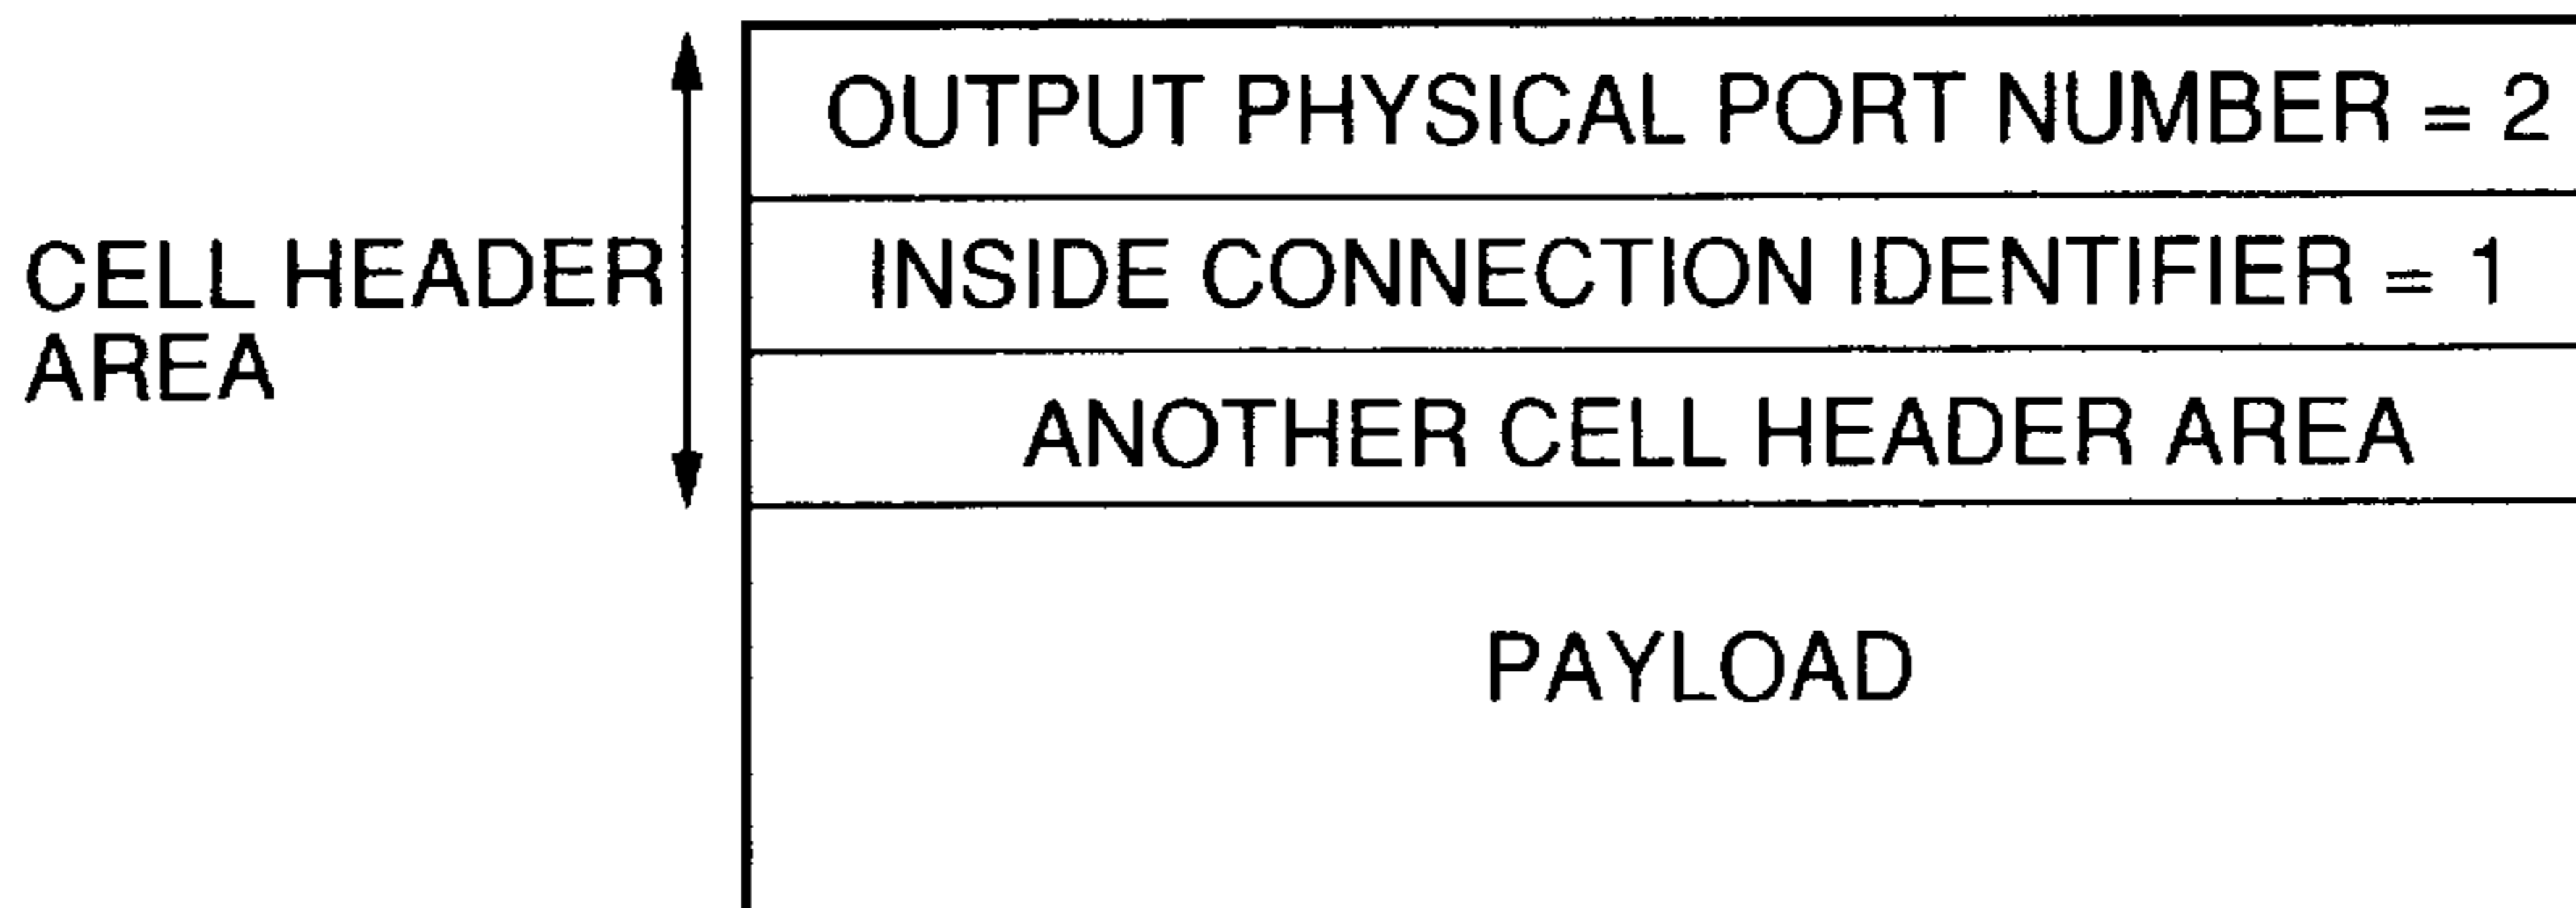 OUTPUT PHYSICAL PORT NUMBER = 2
CELL HEADER
AREA
INSIDE CONNECTION IDENTIFIER = 1
ANOTHER CELL HEADER AREA
PAYLOAD